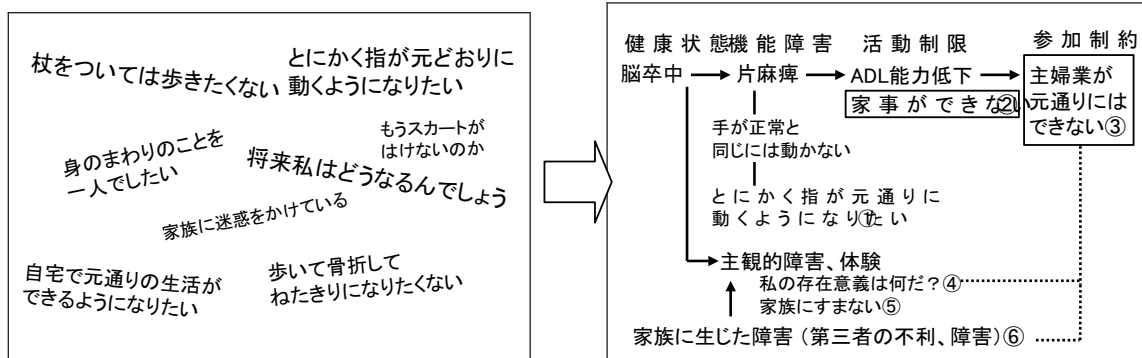 杖をついては歩きたくない
とにかく指が元どおりに
動くようになりたい
もうスカートが
はけないのか
身のまわりのことを
一人でしたい
将来私はどうなるんでしょう
家族に迷惑をかけている
自宅で元通りの生活が
できるようになりたい
歩いて骨折して
ねたきりになりたくない
健康状態 機能障害 活動制限 参加制約
脳卒中 片麻痺 ADL能力低下
家事ができない②
主婦業が
元通りには
できない③
手が正常と
同じには動かない
とにかく指が元通りに
動くようになりたい①
主観的障害、体験
私の存在意義は何だ？④
家族にすまない⑤
家族に生じた障害（第三者の不利、障害）⑥